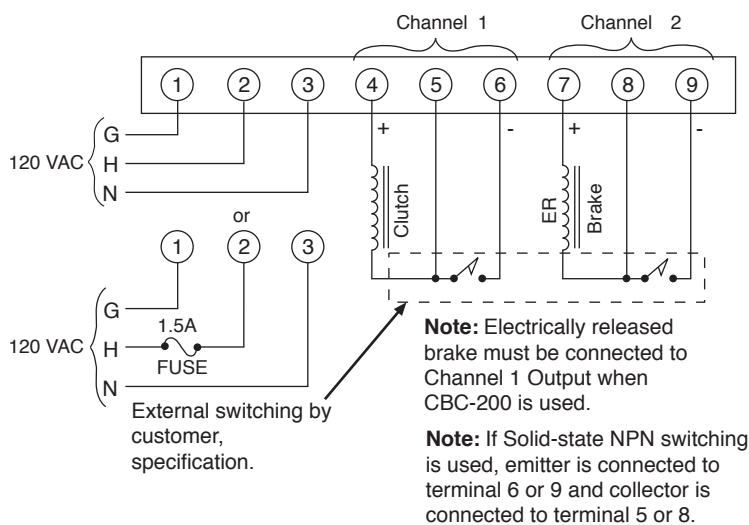 Channel 1 Channel 2
1 2 3 4 5 6 7 8 9
+ - + -
G
120 VAC H
N
Clutch
ER
Brake
or
1 2 3
G
1.5A
120 VAC H
FUSE
N
External switching by
customer,
specification.
Note: Electrically released
brake must be connected to
Channel 1 Output when
CBC-200 is used.
Note: If Solid-state NPN switching
is used, emitter is connected to
terminal 6 or 9 and collector is
connected to terminal 5 or 8.